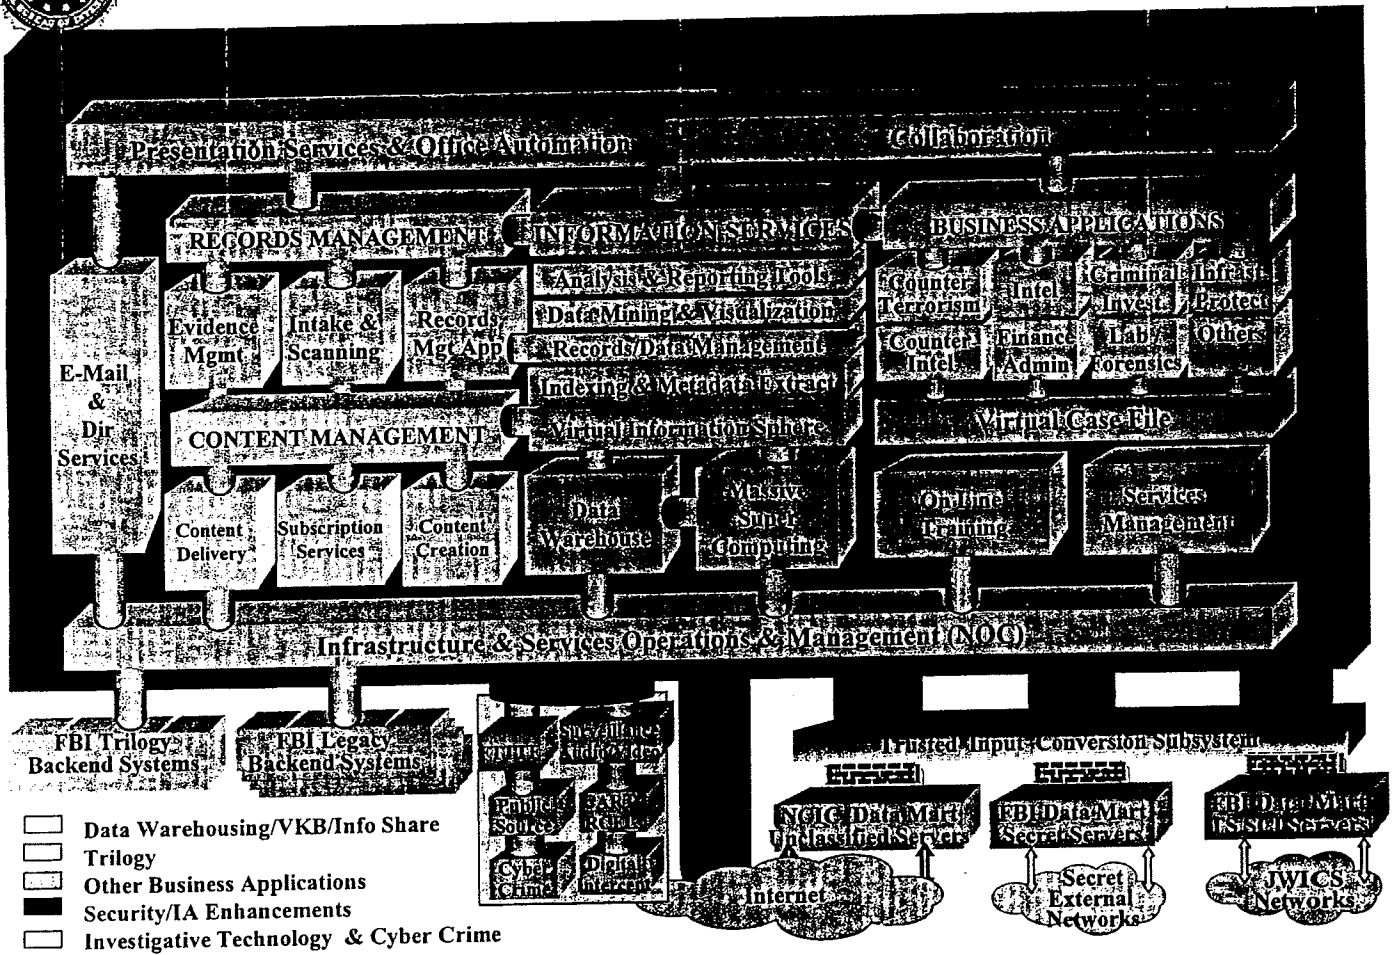 Presentation Services & Office Automation
Collaboration
RECORDS MANAGEMENT
INFORMATION SERVICES
BUSINESS APPLICATIONS
Evidence
Mgmt
Intake &
Scanning
Records
Mgt App
Analysis & Reporting Tools
Data Mining & Visualization
Records/Data Management
Indexing & Metadata Extract
Virtual Information Sphere
Counter
Terrorism
Intel
Criminal
Invest.
Infrast
Protect
Counter
Intel
Finance
Admin
Lab /
Forensics
Others
Virtual Case File
E-Mail
&
Dir
Services
CONTENT MANAGEMENT
Content
Delivery
Subscription
Services
Content
Creation
Data
Warehouse
Massive
Super
Computing
On-line
Training
Services
Management
Infrastructure & Services Operations & Management (NOC)
FBI Trilogy
Backend Systems
FBI Legacy
Backend Systems
Surveillance
Audio/Video
Public
Source
Cyber
Crime
Digital
Intercept
Trusted Input Conversion Subsystem
NCIC Data Mart
Unclassified Servers
FBI Data Mart
Secret Servers
FBI Data Mart
TS SCI Servers
Internet
Secret
External
Networks
JWICS
Networks
Data Warehousing/VKB/Info Share
Trilogy
Other Business Applications
Security/IA Enhancements
Investigative Technology & Cyber Crime